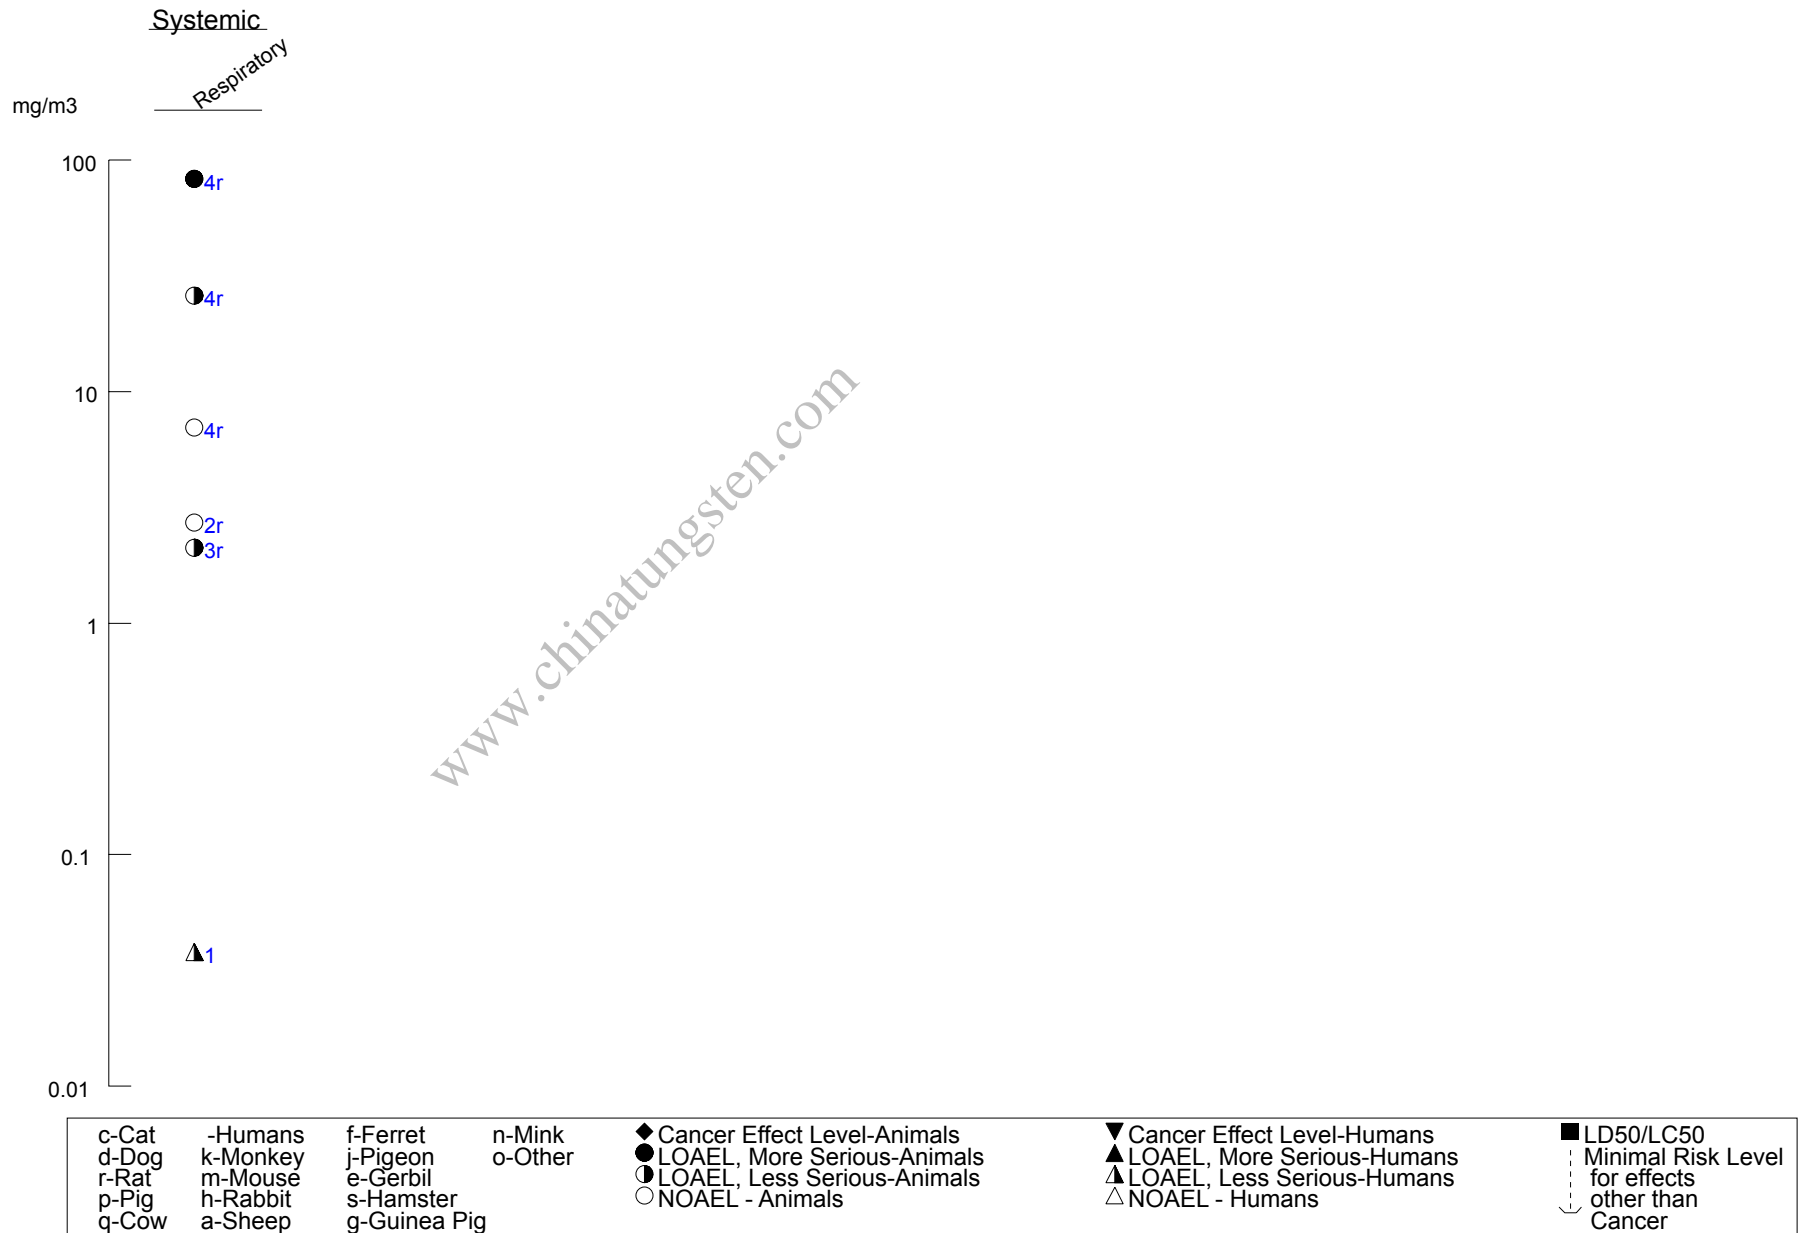 Systemic
Respiratory
mg/m3
100
4r
4r
10
4r
2r
3r
1
0.1
1
0.01
www.chinatungsten.com
c-Cat -Humans f-Ferret n-Mink ◆ Cancer Effect Level-Animals ▼ Cancer Effect Level-Humans ■ LD50/LC50
d-Dog k-Monkey j-Pigeon o-Other ● LOAEL, More Serious-Animals ▲ LOAEL, More Serious-Humans Minimal Risk Level
r-Rat m-Mouse e-Gerbil ◑ LOAEL, Less Serious-Animals ◮ LOAEL, Less Serious-Humans for effects
p-Pig h-Rabbit s-Hamster ○ NOAEL - Animals △ NOAEL - Humans other than
q-Cow a-Sheep g-Guinea Pig Cancer